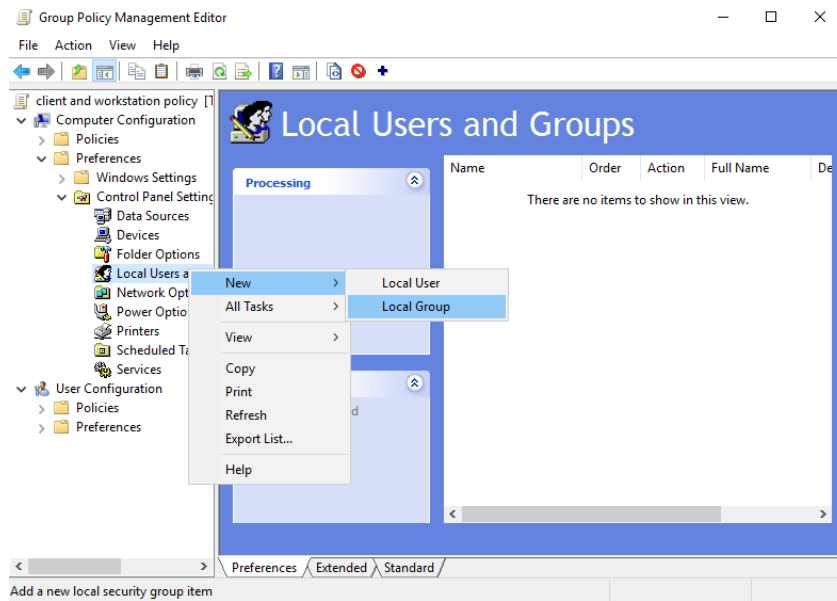 Group Policy Management Editor
File Action View Help
client and workstation policy [
Computer Configuration
Policies
Preferences
Windows Settings
Control Panel Setting
Data Sources
Devices
Folder Options
Local Users a
Network Opt
Power Optio
Printers
Scheduled Ta
Services
User Configuration
Policies
Preferences
Local Users and Groups
Processing
Name Order Action Full Name De
There are no items to show in this view.
New
All Tasks
View
Copy
Print
Refresh
Export List...
Help
Local User
Local Group
d
Preferences Extended Standard
Add a new local security group item